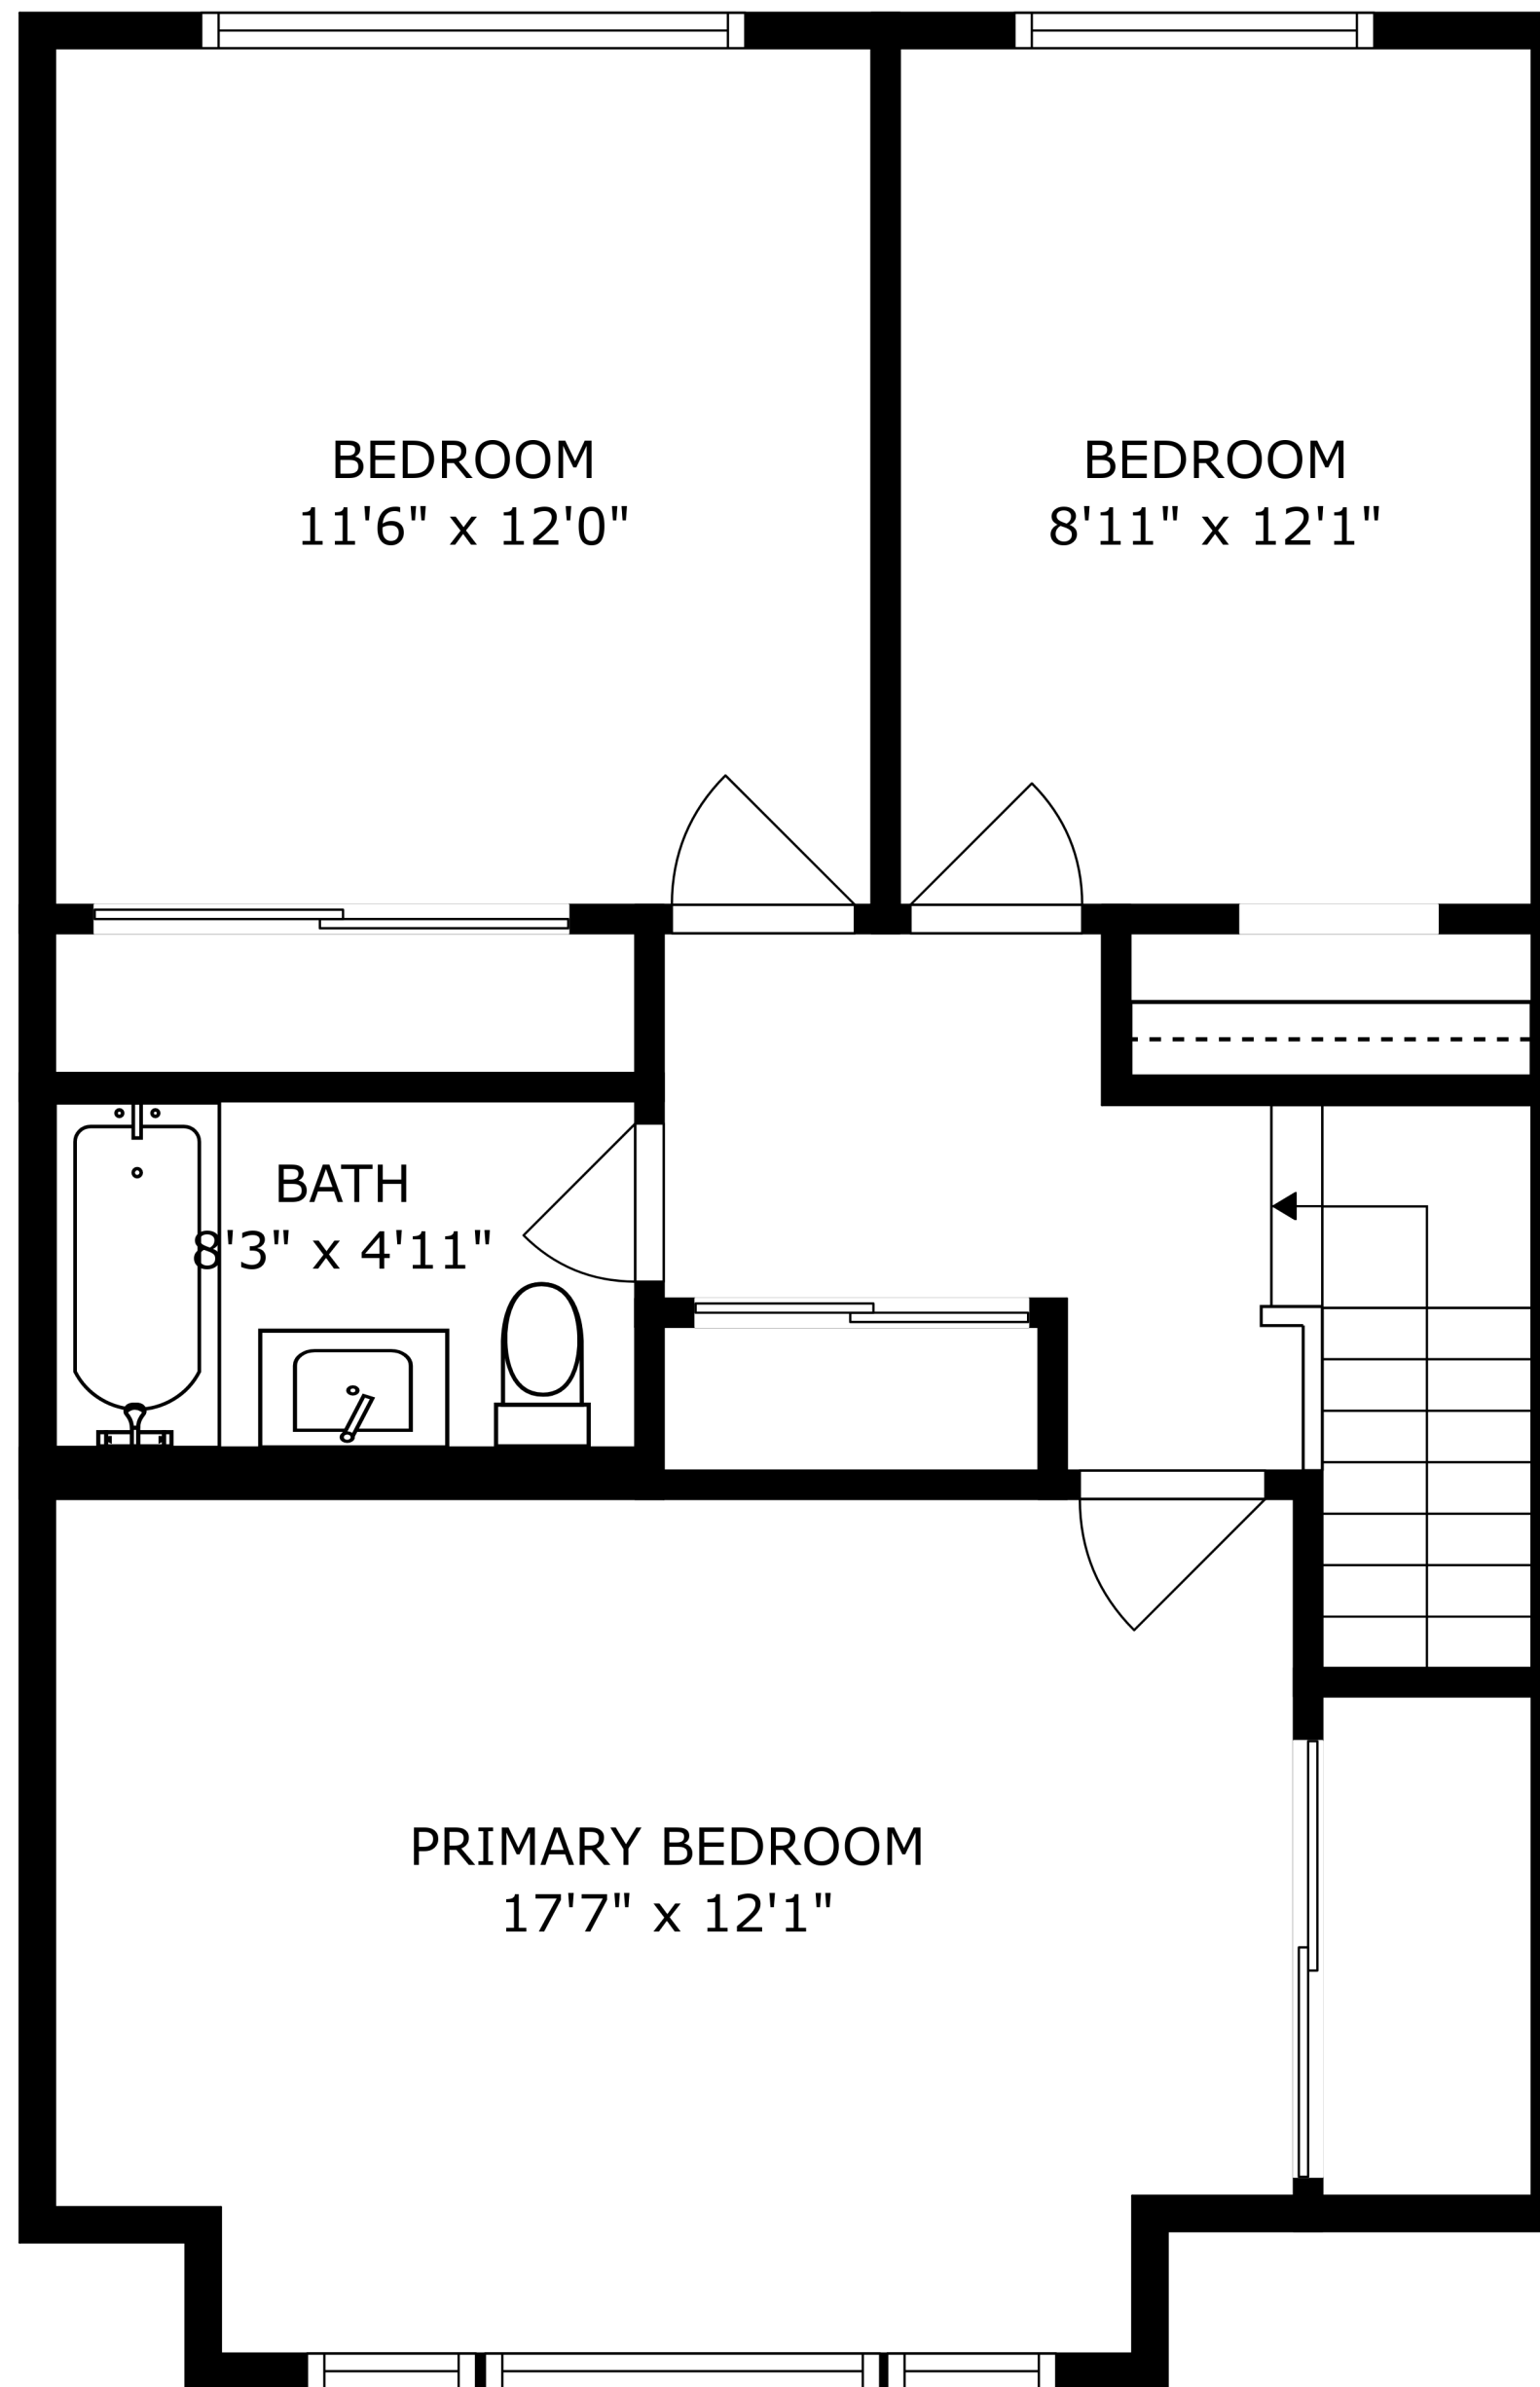 BEDROOM
11'6" x 12'0"
BEDROOM
8'11" x 12'1"
BATH
8'3" x 4'11"
PRIMARY BEDROOM
17'7" x 12'1"